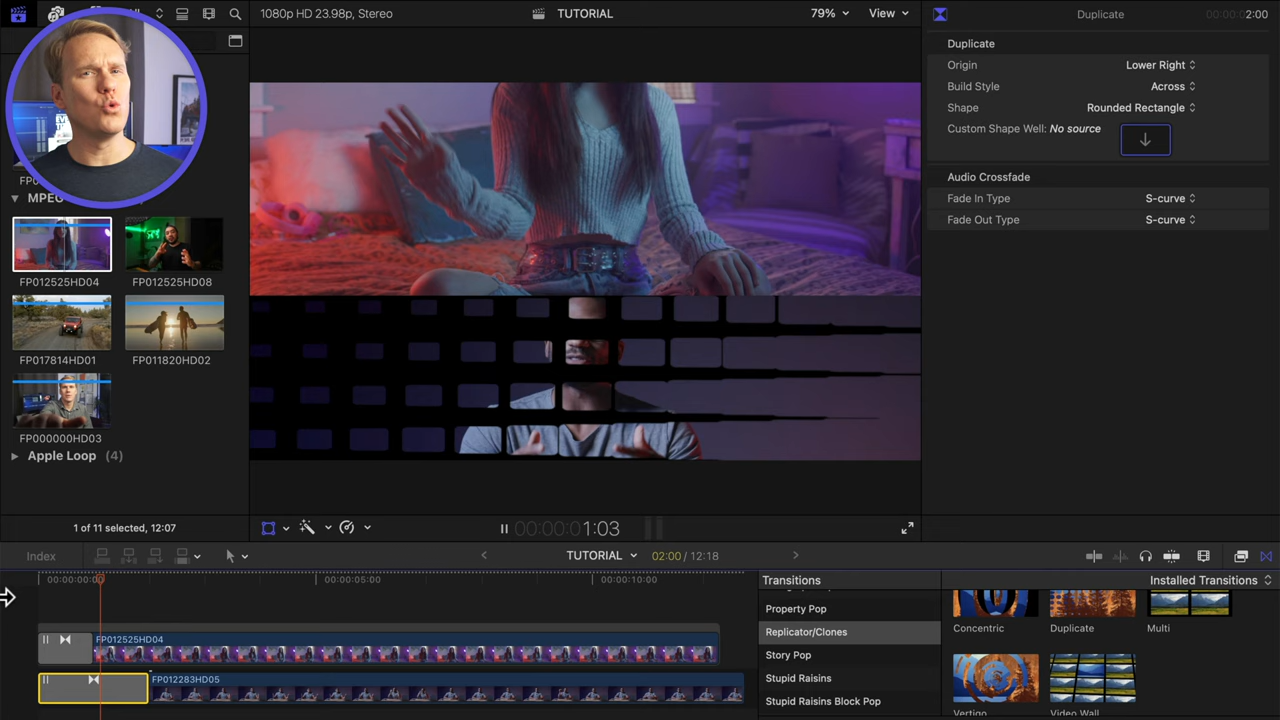 1080p HD 23.98p, Stereo
TUTORIAL
79%
View
Duplicate
2:00
MPEG
FP012525HD04
FP012525HD08
FP017814HD01
FP011820HD02
FP000000HD03
Apple Loop (4)
1 of 11 selected, 12:07
00:00:00:01:03
Duplicate
Origin
Lower Right
Build Style
Across
Shape
Rounded Rectangle
Custom Shape Well: No source
Audio Crossfade
Fade In Type
S-curve
Fade Out Type
S-curve
Index
TUTORIAL
02:00 / 12:18
00:00:00:00
00:00:05:00
00:00:10:00
FP012525HD04
FP012283HD05
Transitions
Installed Transitions
Property Pop
Replicator/Clones
Story Pop
Stupid Raisins
Stupid Raisins Block Pop
Concentric
Duplicate
Multi
Vertigo
Video Wall